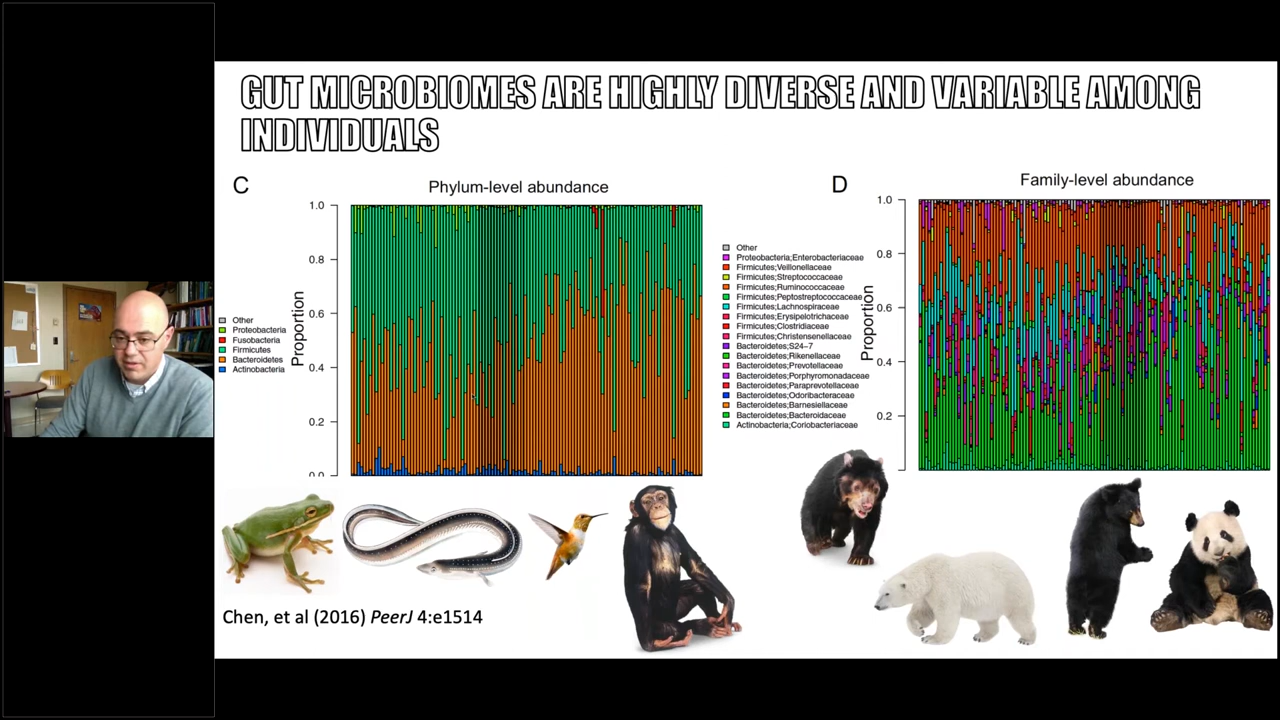 GUT MICROBIOMES ARE HIGHLY DIVERSE AND VARIABLE AMONG
INDIVIDUALS
C
Phylum-level abundance
1.0
0.8
0.6
0.4
0.2
0.0
Proportion
Other
Proteobacteria
Fusobacteria
Firmicutes
Bacteroidetes
Actinobacteria
D
Family-level abundance
1.0
0.8
0.6
0.4
0.2
Proportion
Other
Proteobacteria;Enterobacteriaceae
Firmicutes;Veillonellaceae
Firmicutes;Streptococcaceae
Firmicutes;Ruminococcaceae
Firmicutes;Peptostreptococcaceae
Firmicutes;Lachnospiraceae
Firmicutes;Erysipelotrichaceae
Firmicutes;Clostridiaceae
Firmicutes;Christensenellaceae
Bacteroidetes;S24-7
Bacteroidetes;Rikenellaceae
Bacteroidetes;Prevotellaceae
Bacteroidetes;Porphyromonadaceae
Bacteroidetes;Paraprevotellaceae
Bacteroidetes;Odoribacteraceae
Bacteroidetes;Barnesiellaceae
Bacteroidetes;Bacteroidaceae
Actinobacteria;Coriobacteriaceae
Chen, et al (2016) PeerJ 4:e1514